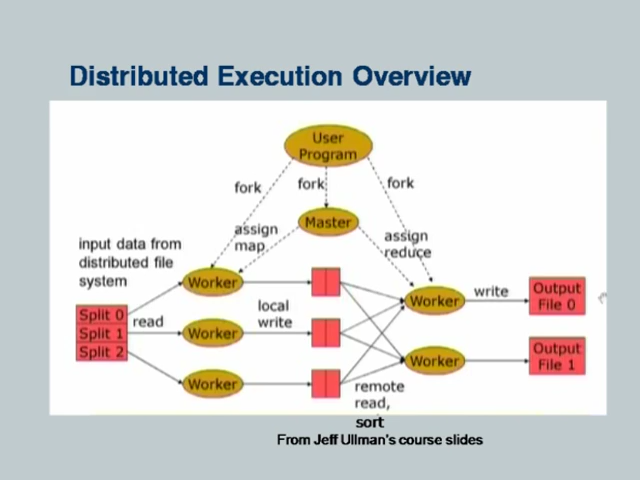 Distributed Execution Overview
User
Program
fork
fork
fork
Master
assign
map
assign
reduce
input data from
distributed file
system
Worker
Worker
Worker
Split 0
Split 1
Split 2
read
local
write
Worker
Worker
write
Output
File 0
Output
File 1
remote
read,
sort
From Jeff Ullman's course slides